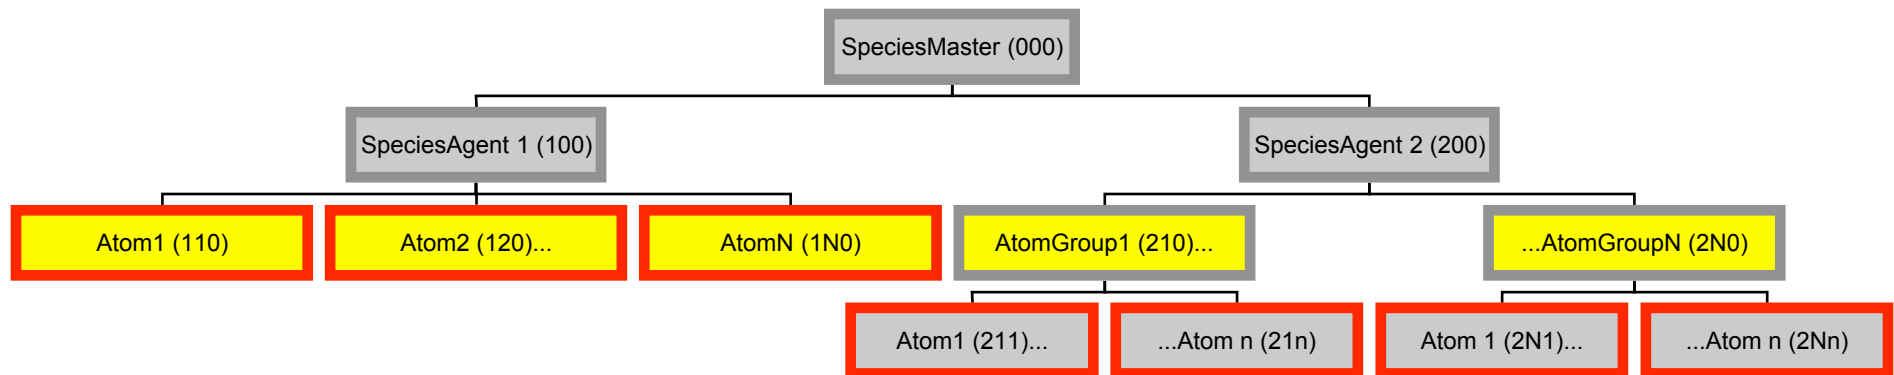 SpeciesMaster (000)
SpeciesAgent 1 (100)
SpeciesAgent 2 (200)
Atom1 (110)
Atom2 (120)...
AtomN (1N0)
AtomGroup1 (210)...
...AtomGroupN (2N0)
Atom1 (211)...
...Atom n (21n)
Atom 1 (2N1)...
...Atom n (2Nn)